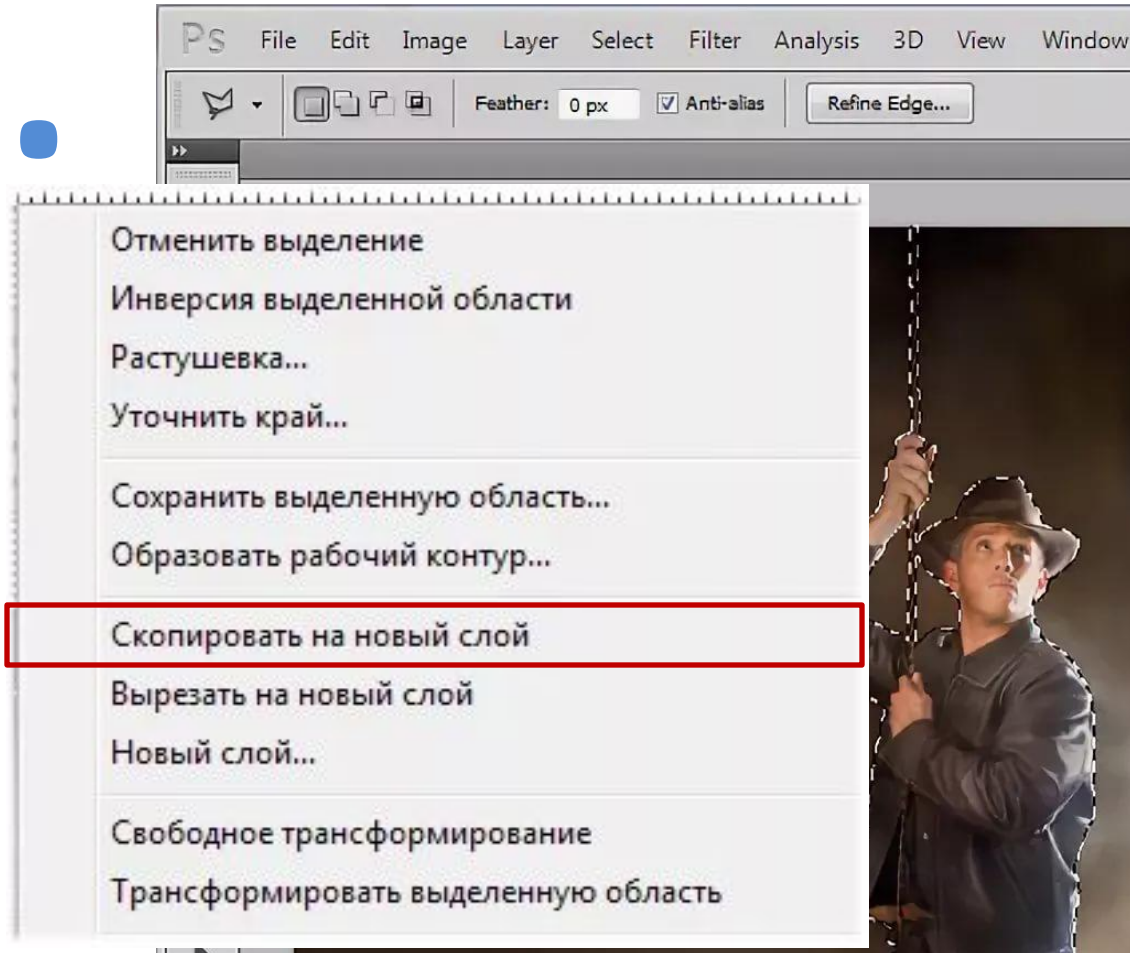 Ps File Edit Image Layer Select Filter Analysis 3D View Window
Feather: 0 px Anti-alias Refine Edge...
Отменить выделение
Инверсия выделенной области
Растушевка...
Уточнить край...
Сохранить выделенную область...
Образовать рабочий контур...
Скопировать на новый слой
Вырезать на новый слой
Новый слой...
Свободное трансформирование
Трансформировать выделенную область